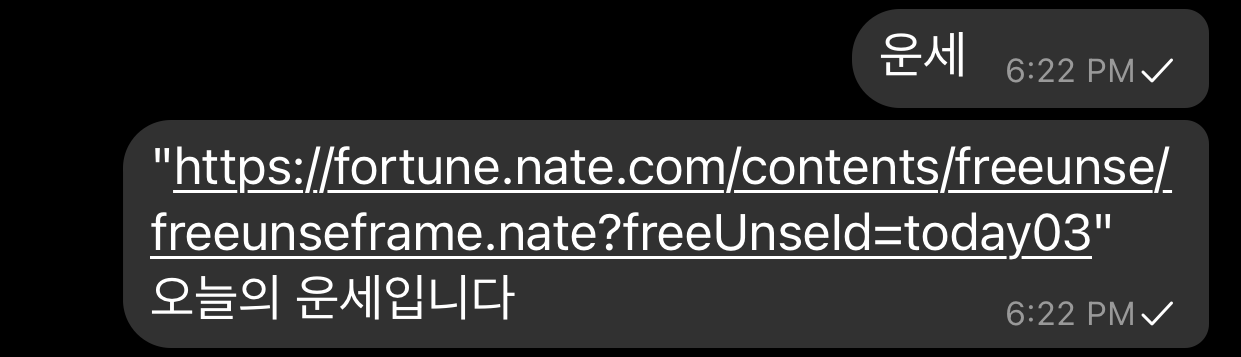 운세
6:22 PM
"https://fortune.nate.com/contents/freeunse/
freeunseframe.nate?freeUnseId=today03"
오늘의 운세입니다
6:22 PM